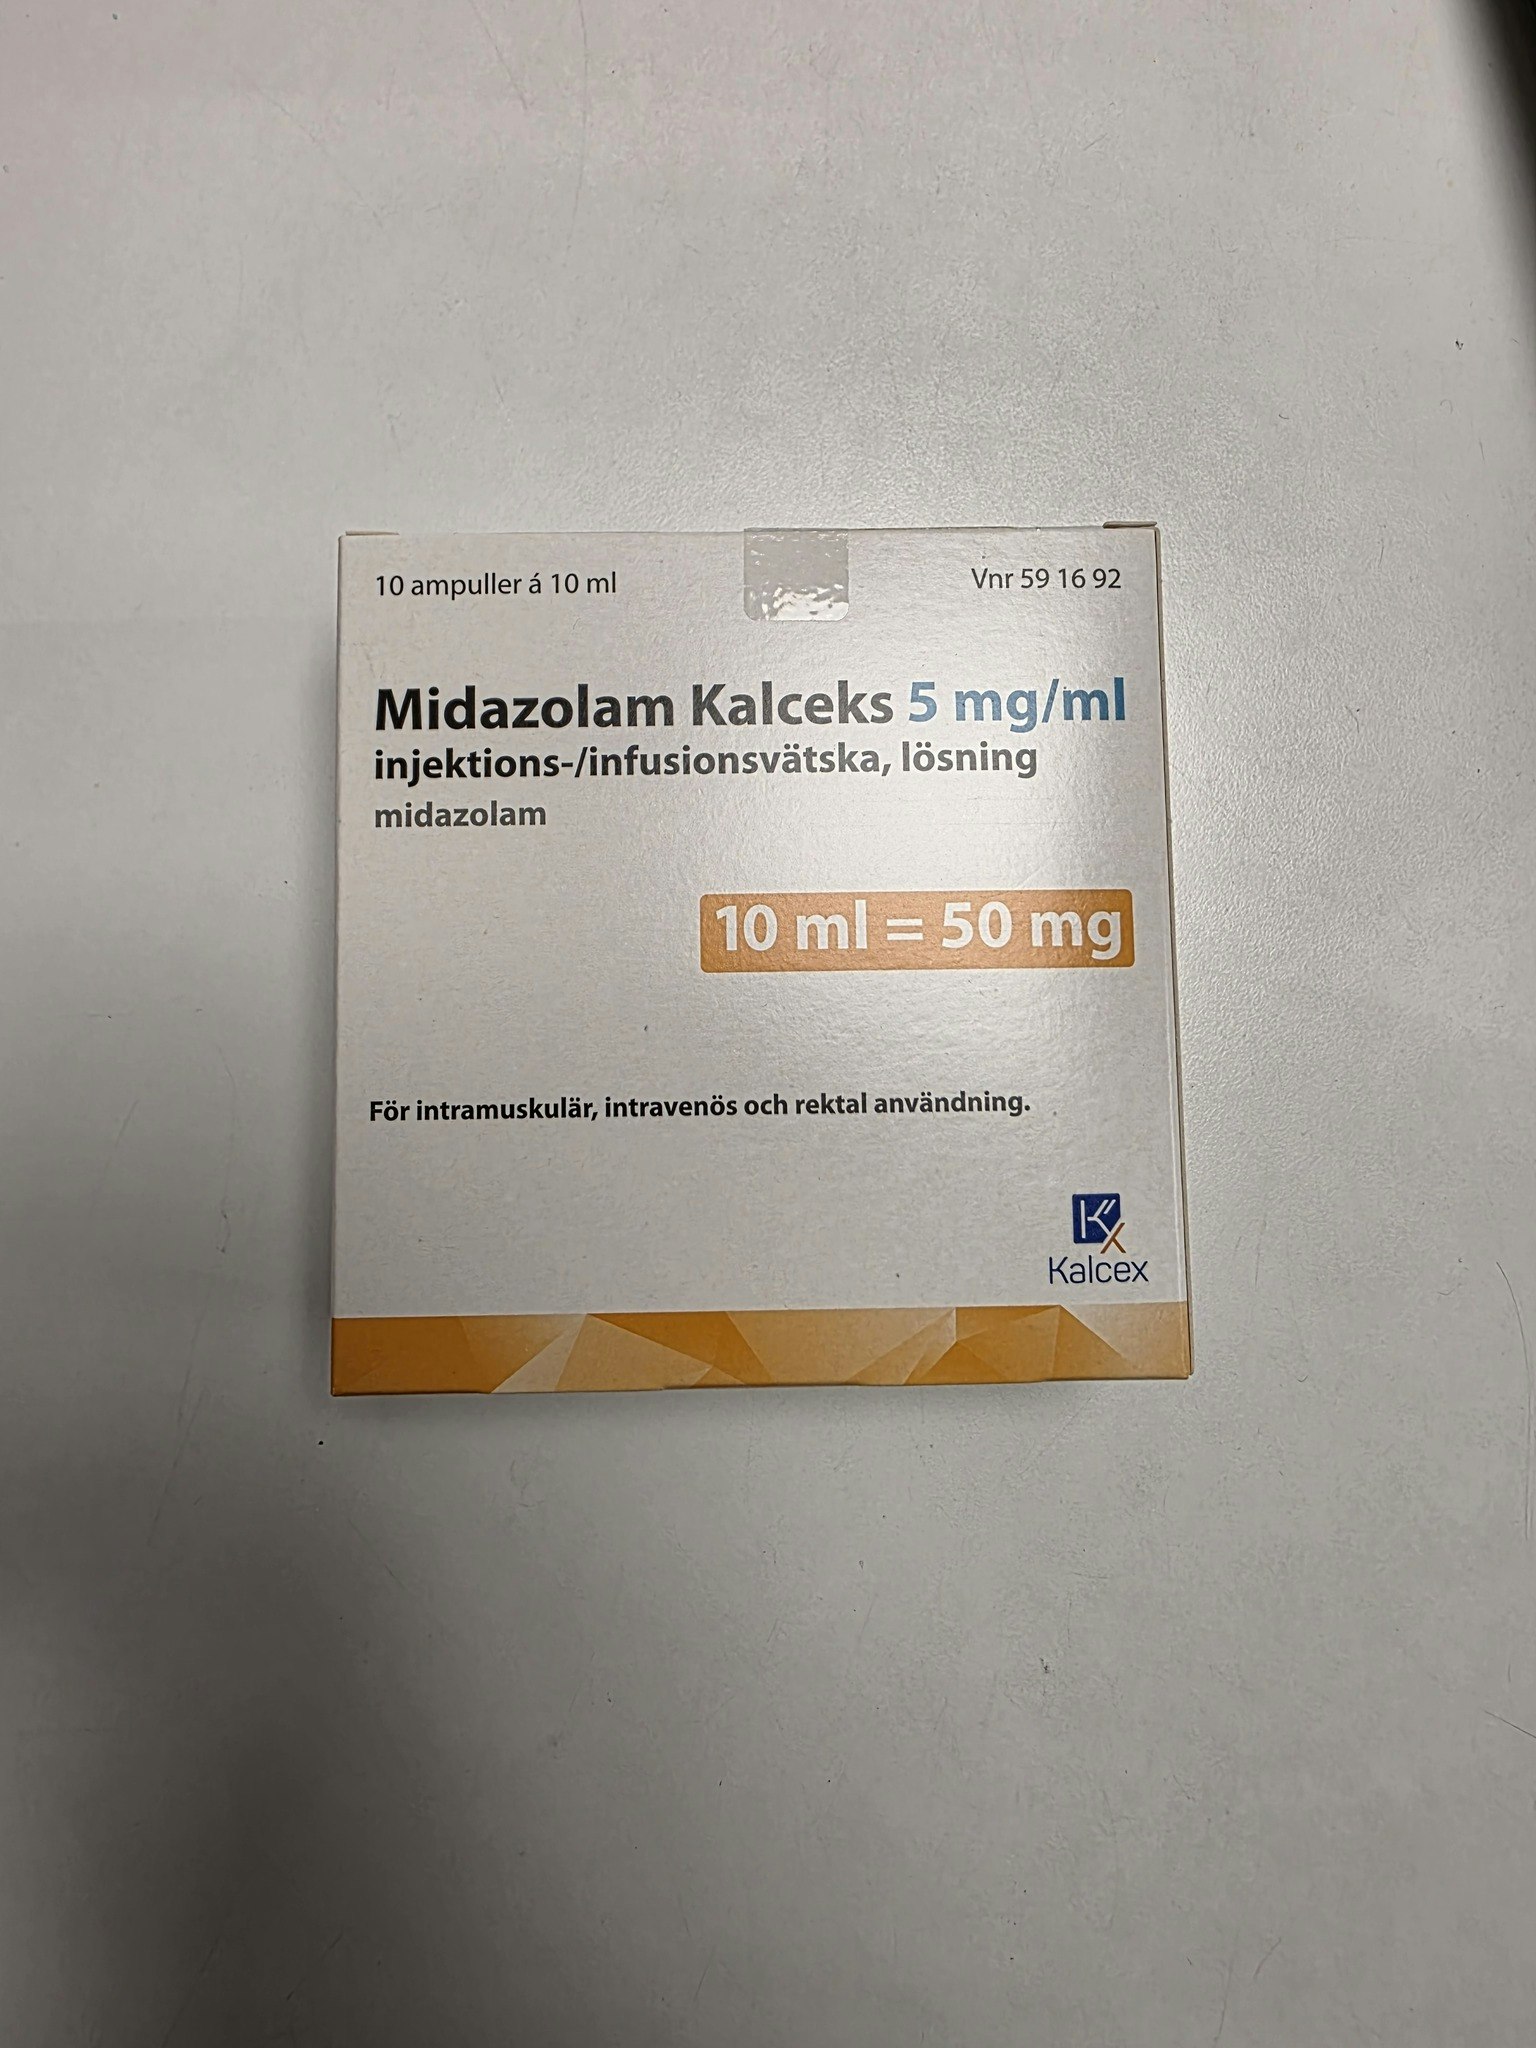 10 ampuller á 10 ml
Vnr 59 16 92
Midazolam Kalceks 5 mg/ml
injektions-/infusionsvätska, lösning
midazolam
10 ml = 50 mg
För intramuskulär, intravenös och rektal användning.
Kx
Kalcex